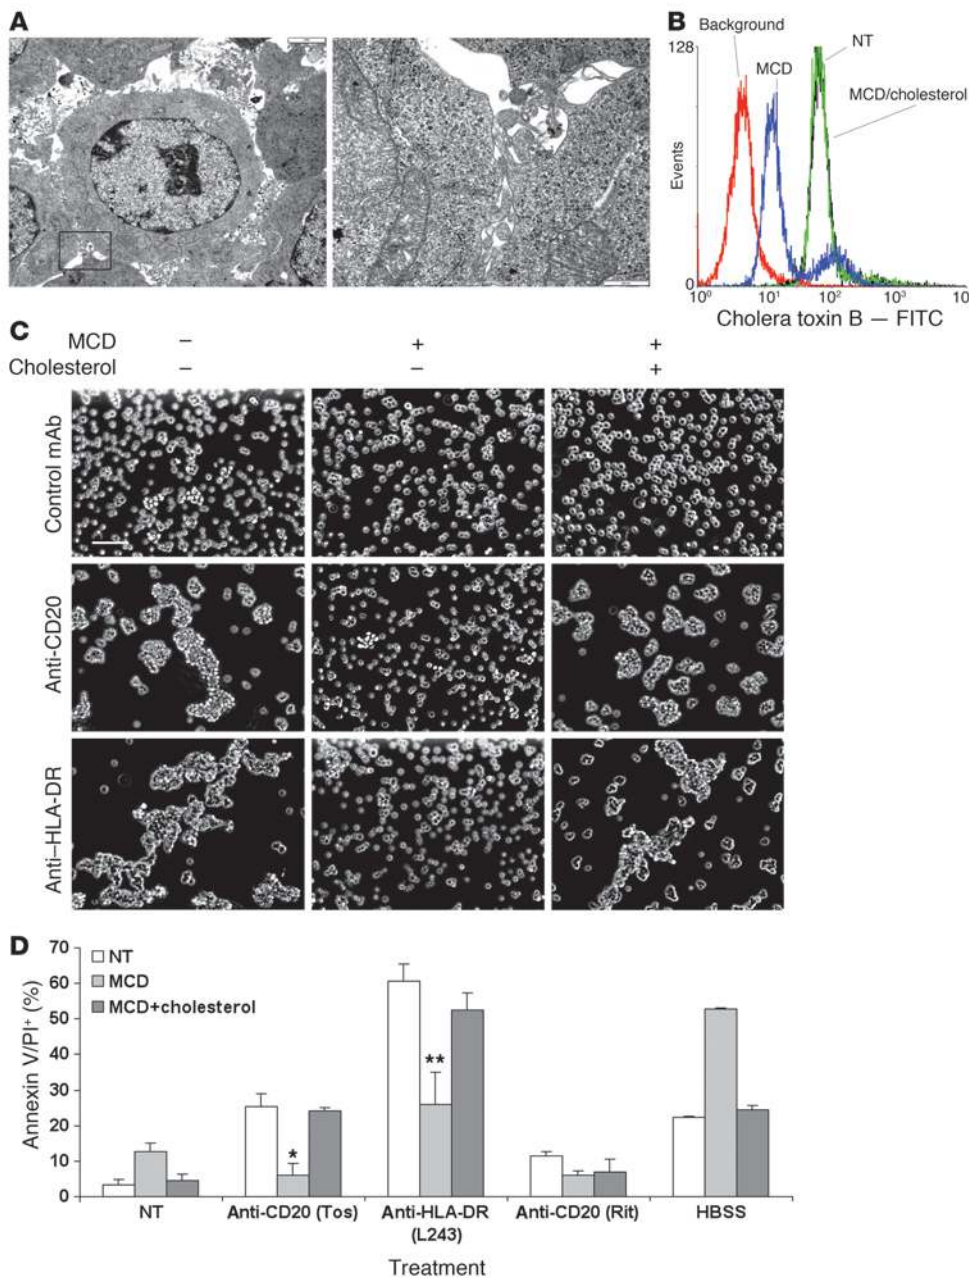 A
B
Background
NT
128
MCD
MCD/cholesterol
Events
0
10⁰ 10¹ 10² 10³ 10
Cholera toxin B — FITC
C
MCD − + +
Cholesterol − − +
Control mAb
Anti-CD20
Anti–HLA-DR
D
70
60
50
40
30
20
10
0
Annexin V/PI⁺ (%)
NT
MCD
MCD+cholesterol
*
**
NT
Anti-CD20 (Tos)
Anti-HLA-DR
(L243)
Anti-CD20 (Rit)
HBSS
Treatment